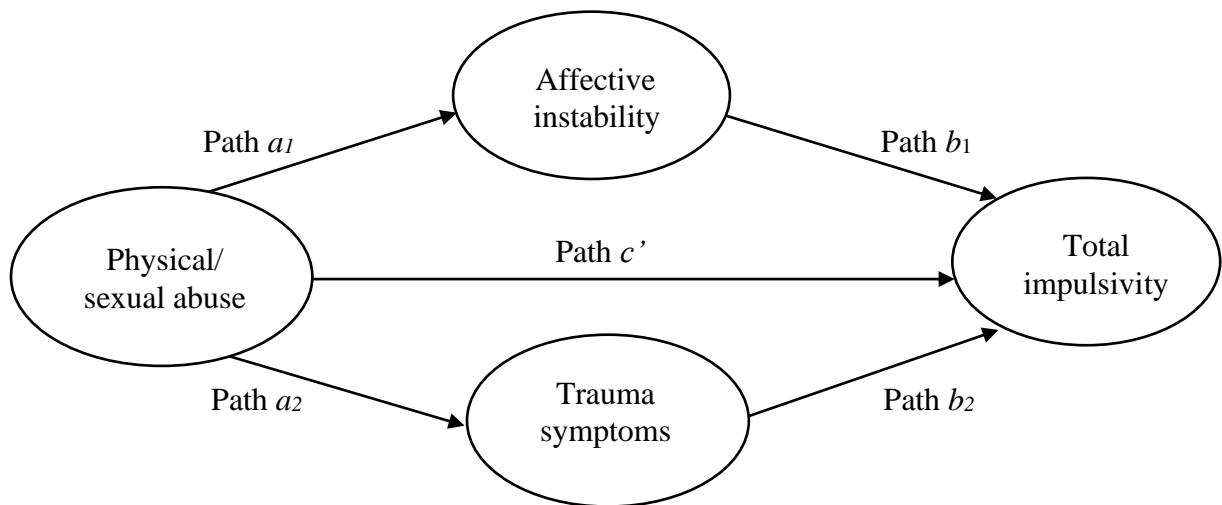 Affective
instability
Path a1
Path b1
Physical/
sexual abuse
Path c’
Total
impulsivity
Path a2
Trauma
symptoms
Path b2